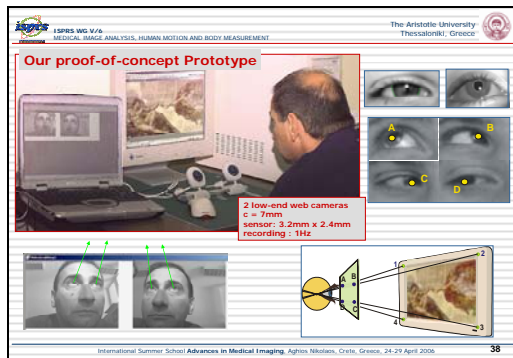 isprs
ISPRS WG V/6
MEDICAL IMAGE ANALYSIS, HUMAN MOTION AND BODY MEASUREMENT
The Aristotle University
Thessaloniki, Greece
Our proof-of-concept Prototype
A
B
C
D
2 low-end web cameras
c = 7mm
sensor: 3.2mm x 2.4mm
recording : 1Hz
1
2
A
B
C
4
3
International Summer School Advances in Medical Imaging, Aghios Nikolaos, Crete, Greece, 24-29 April 2006
38